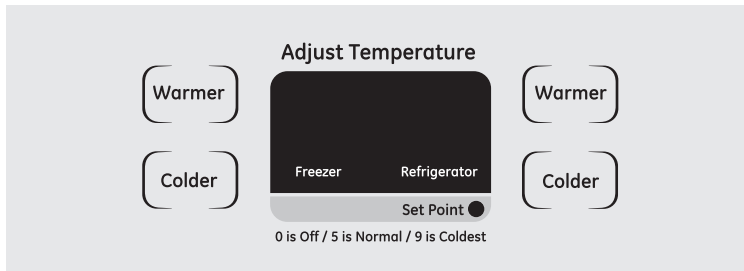 Adjust Temperature
Warmer
Warmer
Freezer
Refrigerator
Colder
Colder
Set Point
0 is Off / 5 is Normal / 9 is Coldest